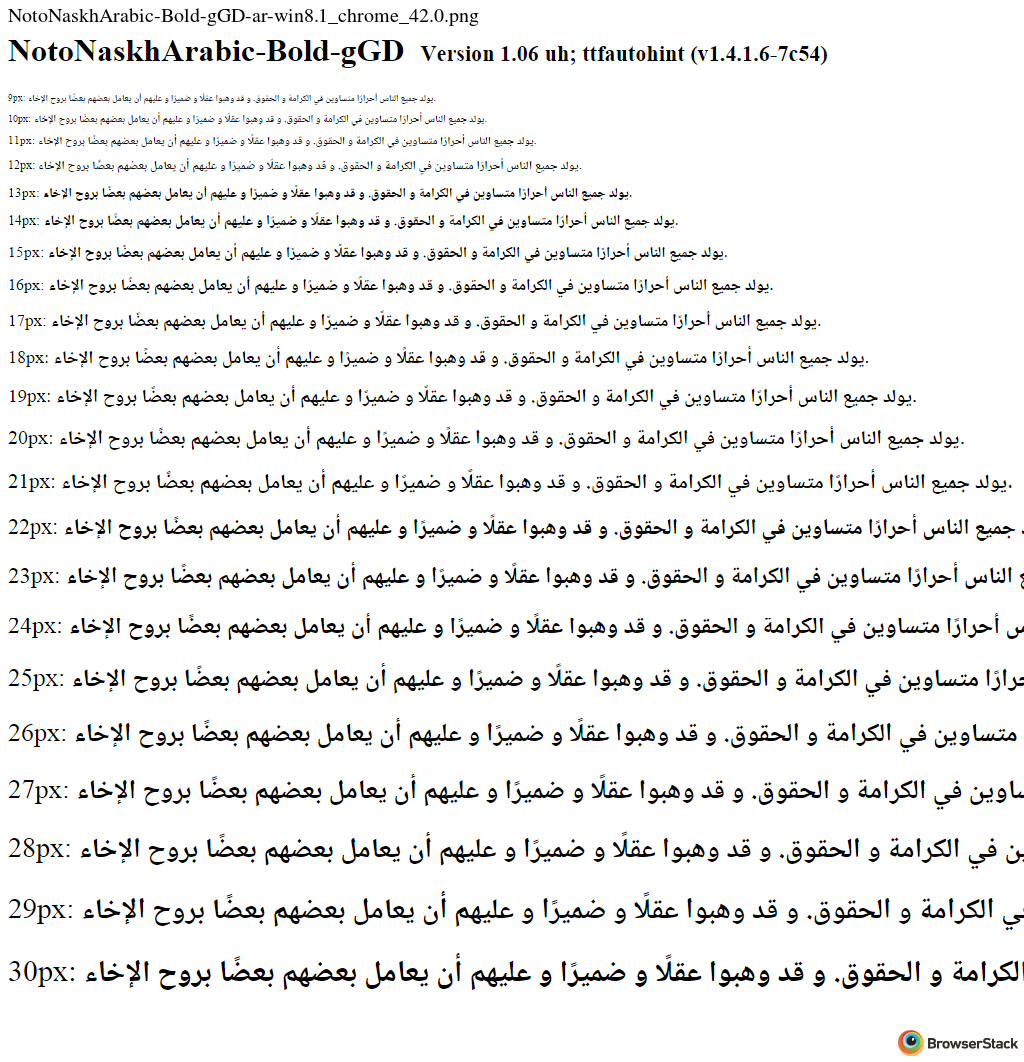 NotoNaskhArabic-Bold-gGD-ar-win8.1_chrome_42.0.png
NotoNaskhArabic-Bold-gGD Version 1.06 uh; ttfautohint (v1.4.1.6-7c54)
9px: يولد جميع الناس أحرارًا متساوين في الكرامة و الحقوق. و قد وهبوا عقلًا و ضميرًا و عليهم أن يعامل بعضهم بعضًا بروح الإخاء.
10px: يولد جميع الناس أحرارًا متساوين في الكرامة و الحقوق. و قد وهبوا عقلًا و ضميرًا و عليهم أن يعامل بعضهم بعضًا بروح الإخاء.
11px: يولد جميع الناس أحرارًا متساوين في الكرامة و الحقوق. و قد وهبوا عقلًا و ضميرًا و عليهم أن يعامل بعضهم بعضًا بروح الإخاء.
12px: يولد جميع الناس أحرارًا متساوين في الكرامة و الحقوق. و قد وهبوا عقلًا و ضميرًا و عليهم أن يعامل بعضهم بعضًا بروح الإخاء.
13px: يولد جميع الناس أحرارًا متساوين في الكرامة و الحقوق. و قد وهبوا عقلًا و ضميرًا و عليهم أن يعامل بعضهم بعضًا بروح الإخاء.
14px: يولد جميع الناس أحرارًا متساوين في الكرامة و الحقوق. و قد وهبوا عقلًا و ضميرًا و عليهم أن يعامل بعضهم بعضًا بروح الإخاء.
15px: يولد جميع الناس أحرارًا متساوين في الكرامة و الحقوق. و قد وهبوا عقلًا و ضميرًا و عليهم أن يعامل بعضهم بعضًا بروح الإخاء.
16px: يولد جميع الناس أحرارًا متساوين في الكرامة و الحقوق. و قد وهبوا عقلًا و ضميرًا و عليهم أن يعامل بعضهم بعضًا بروح الإخاء.
17px: يولد جميع الناس أحرارًا متساوين في الكرامة و الحقوق. و قد وهبوا عقلًا و ضميرًا و عليهم أن يعامل بعضهم بعضًا بروح الإخاء.
18px: يولد جميع الناس أحرارًا متساوين في الكرامة و الحقوق. و قد وهبوا عقلًا و ضميرًا و عليهم أن يعامل بعضهم بعضًا بروح الإخاء.
19px: يولد جميع الناس أحرارًا متساوين في الكرامة و الحقوق. و قد وهبوا عقلًا و ضميرًا و عليهم أن يعامل بعضهم بعضًا بروح الإخاء.
20px: يولد جميع الناس أحرارًا متساوين في الكرامة و الحقوق. و قد وهبوا عقلًا و ضميرًا و عليهم أن يعامل بعضهم بعضًا بروح الإخاء.
21px: يولد جميع الناس أحرارًا متساوين في الكرامة و الحقوق. و قد وهبوا عقلًا و ضميرًا و عليهم أن يعامل بعضهم بعضًا بروح الإخاء.
22px: جميع الناس أحرارًا متساوين في الكرامة و الحقوق. و قد وهبوا عقلًا و ضميرًا و عليهم أن يعامل بعضهم بعضًا بروح الإخاء
23px: الناس أحرارًا متساوين في الكرامة و الحقوق. و قد وهبوا عقلًا و ضميرًا و عليهم أن يعامل بعضهم بعضًا بروح الإخاء
24px: أحرارًا متساوين في الكرامة و الحقوق. و قد وهبوا عقلًا و ضميرًا و عليهم أن يعامل بعضهم بعضًا بروح الإخاء
25px: متساوين في الكرامة و الحقوق. و قد وهبوا عقلًا و ضميرًا و عليهم أن يعامل بعضهم بعضًا بروح الإخاء
26px: متساوين في الكرامة و الحقوق. و قد وهبوا عقلًا و ضميرًا و عليهم أن يعامل بعضهم بعضًا بروح الإخاء
27px: في الكرامة و الحقوق. و قد وهبوا عقلًا و ضميرًا و عليهم أن يعامل بعضهم بعضًا بروح الإخاء
28px: في الكرامة و الحقوق. و قد وهبوا عقلًا و ضميرًا و عليهم أن يعامل بعضهم بعضًا بروح الإخاء
29px: الكرامة و الحقوق. و قد وهبوا عقلًا و ضميرًا و عليهم أن يعامل بعضهم بعضًا بروح الإخاء
30px: الكرامة و الحقوق. و قد وهبوا عقلًا و ضميرًا و عليهم أن يعامل بعضهم بعضًا بروح الإخاء
BrowserStack